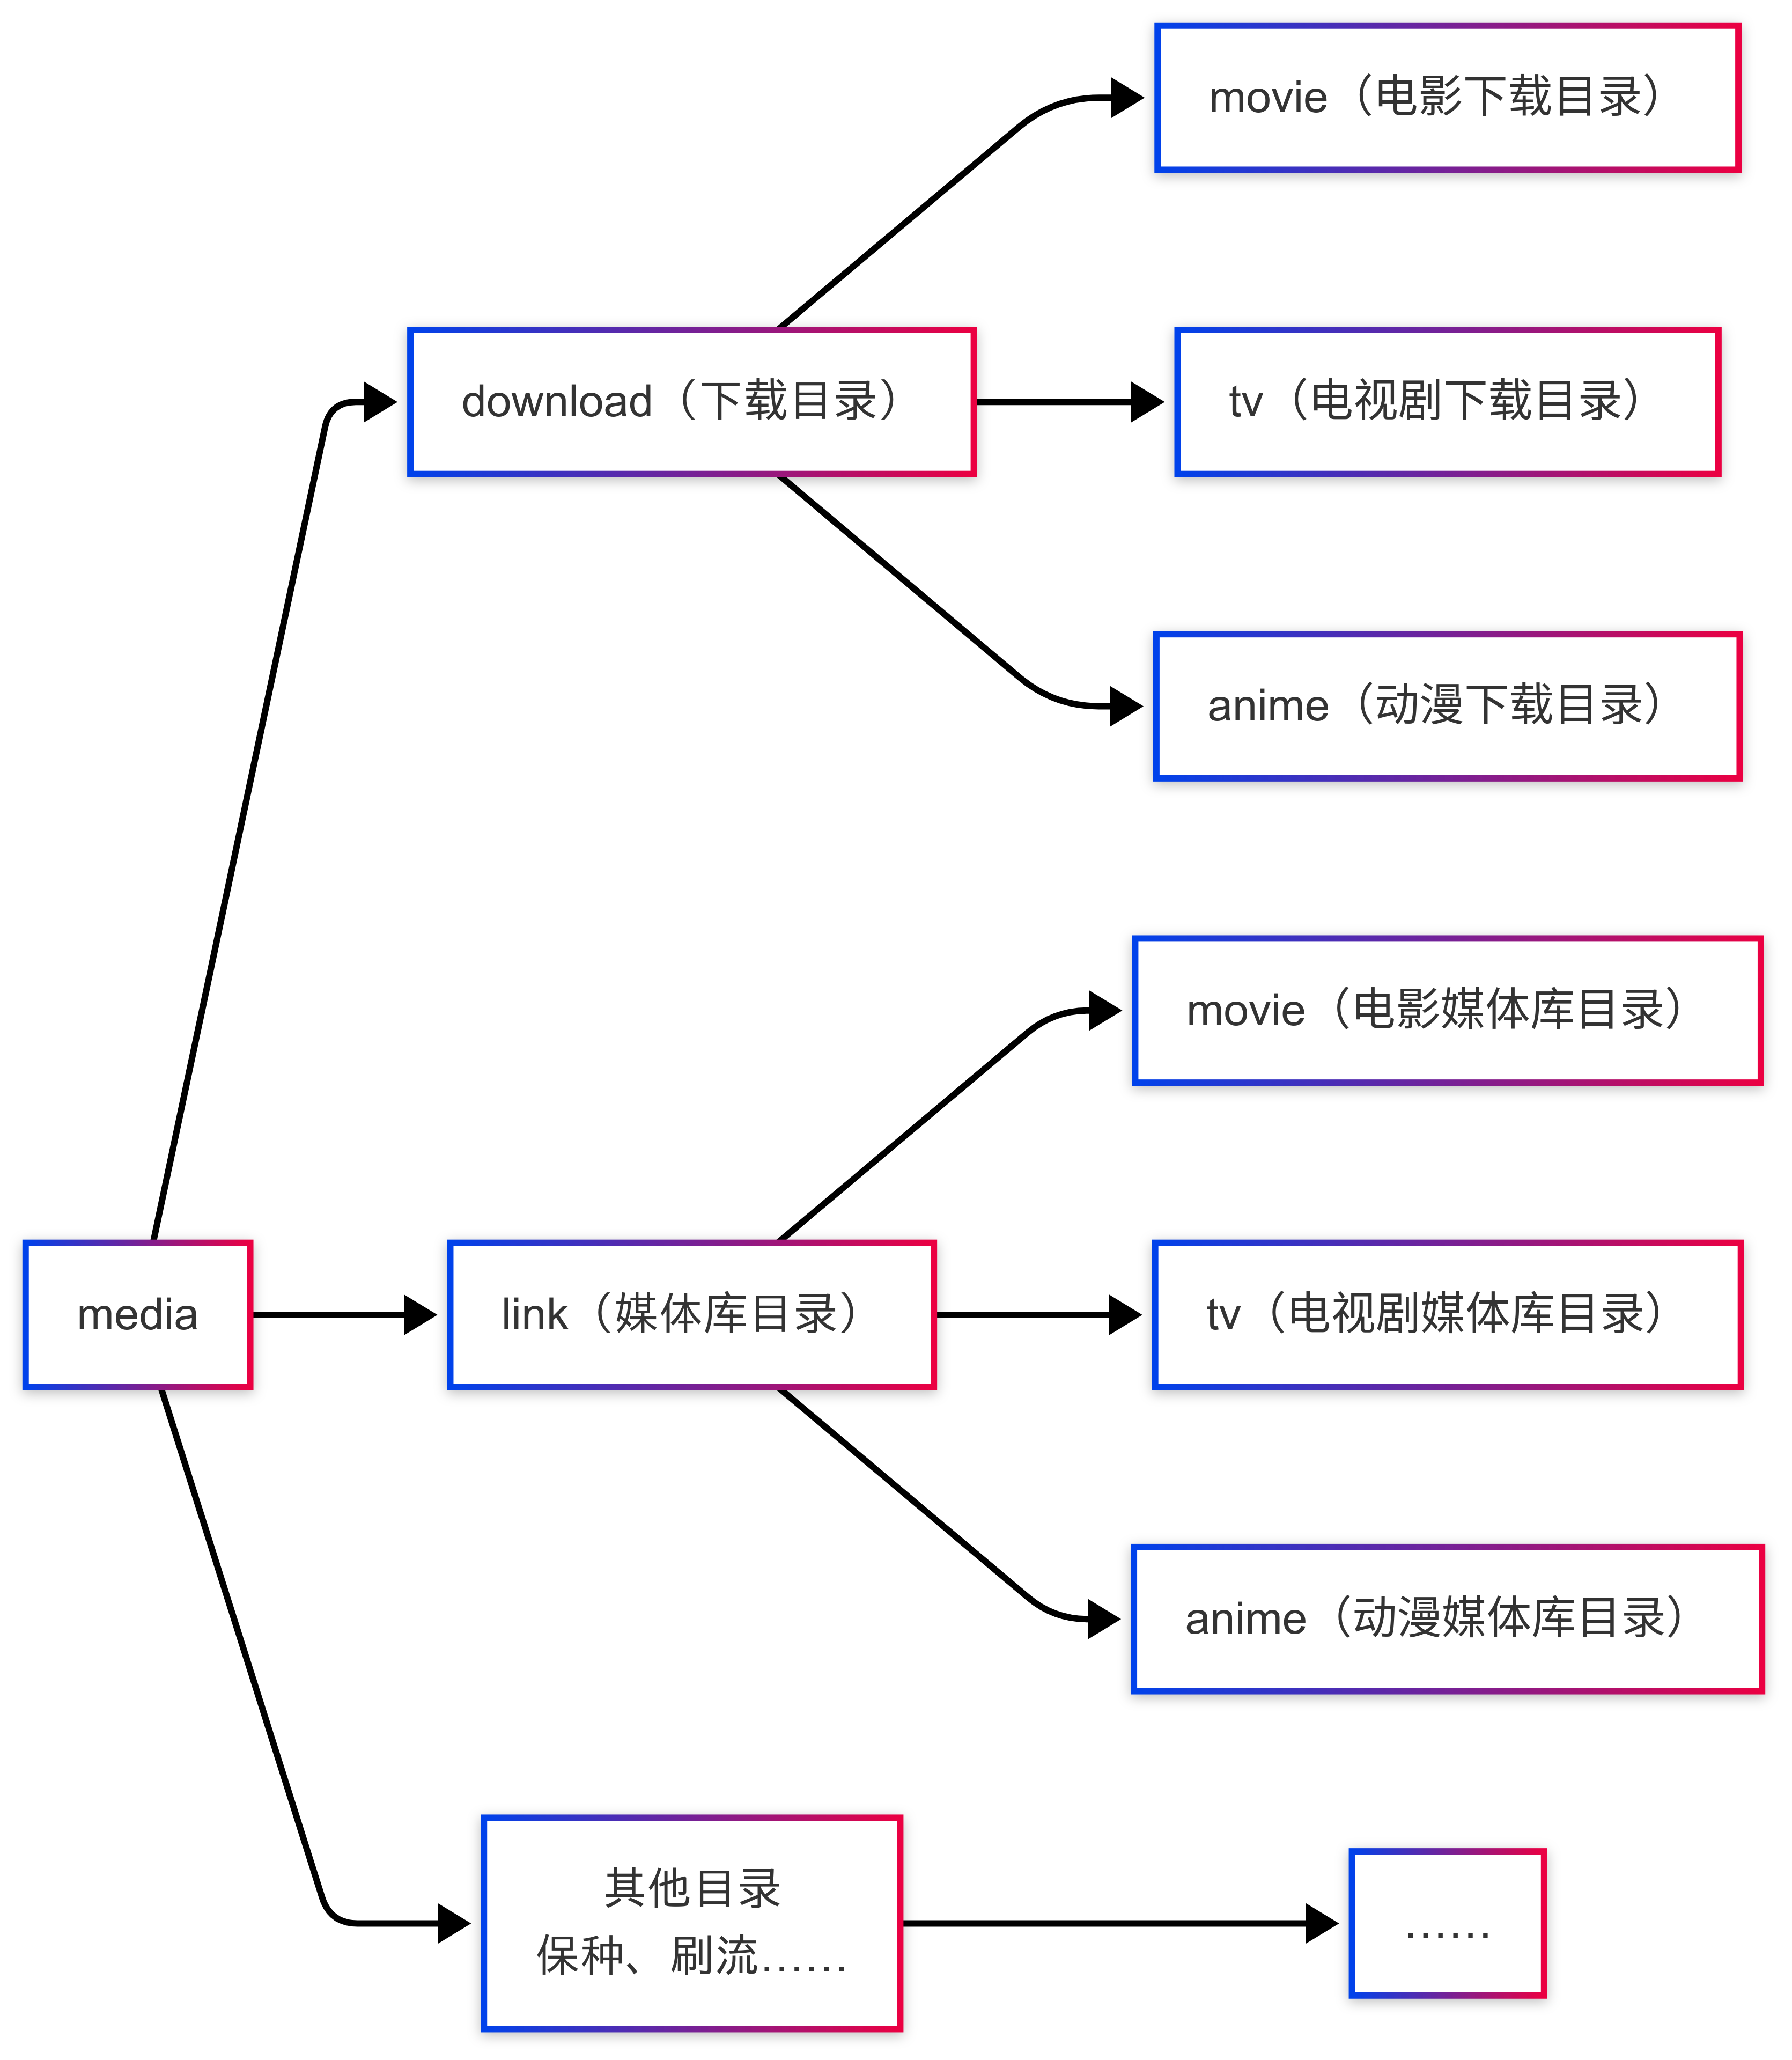 movie（电影下载目录）
download（下载目录）
tv（电视剧下载目录）
anime（动漫下载目录）
movie（电影媒体库目录）
media
link（媒体库目录）
tv（电视剧媒体库目录）
anime（动漫媒体库目录）
其他目录
保种、刷流……
……